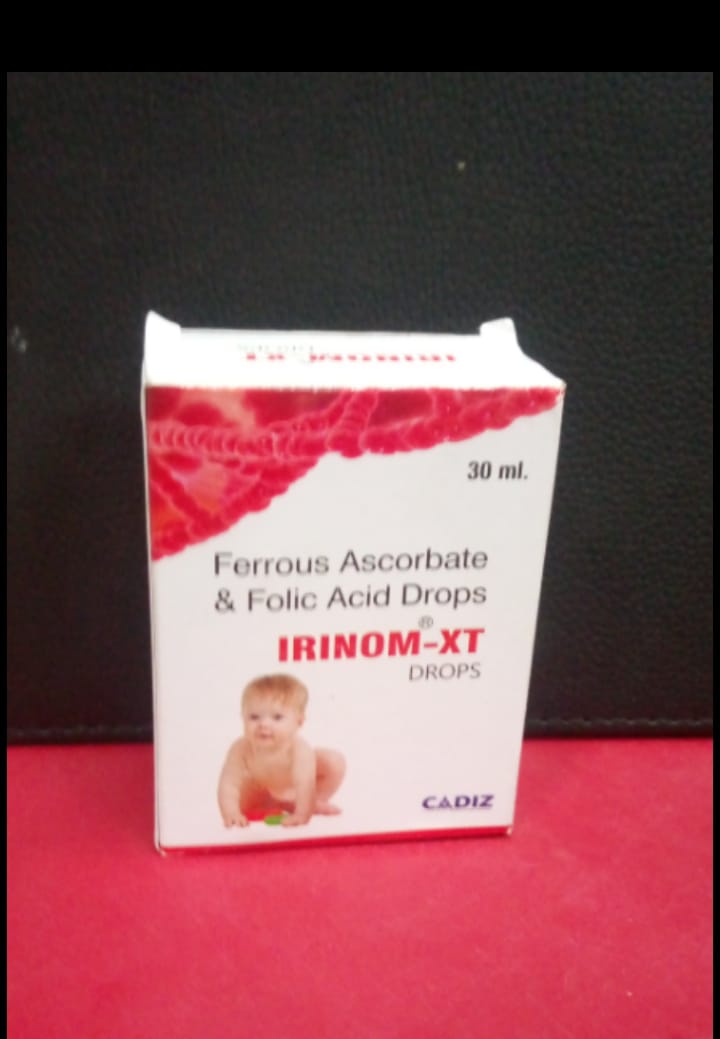 30 ml.
Ferrous Ascorbate
& Folic Acid Drops
®
IRINOM-XT
DROPS
CADIZ